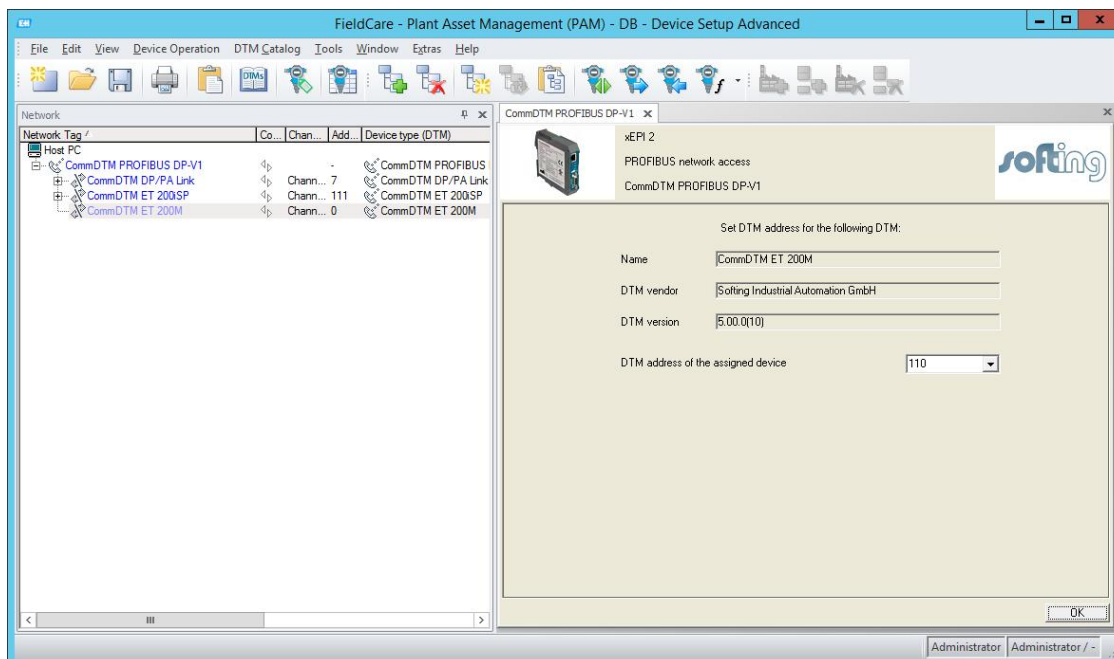 FieldCare - Plant Asset Management (PAM) - DB - Device Setup Advanced
File Edit View Device Operation DTM Catalog Tools Window Extras Help
DTMs
Network
Network Tag Co... Chan... Add... Device type (DTM)
Host PC
CommDTM PROFIBUS DP-V1 - CommDTM PROFIBUS
CommDTM DP/PA Link Chann... 7 CommDTM DP/PA Link
CommDTM ET 200iSP Chann... 111 CommDTM ET 200iSP
CommDTM ET 200M Chann... 0 CommDTM ET 200M
CommDTM PROFIBUS DP-V1
xEPI 2
PROFIBUS network access
CommDTM PROFIBUS DP-V1
softing
Set DTM address for the following DTM:
Name CommDTM ET 200M
DTM vendor Softing Industrial Automation GmbH
DTM version 5.00.0(10)
DTM address of the assigned device 110
OK
Administrator Administrator / -